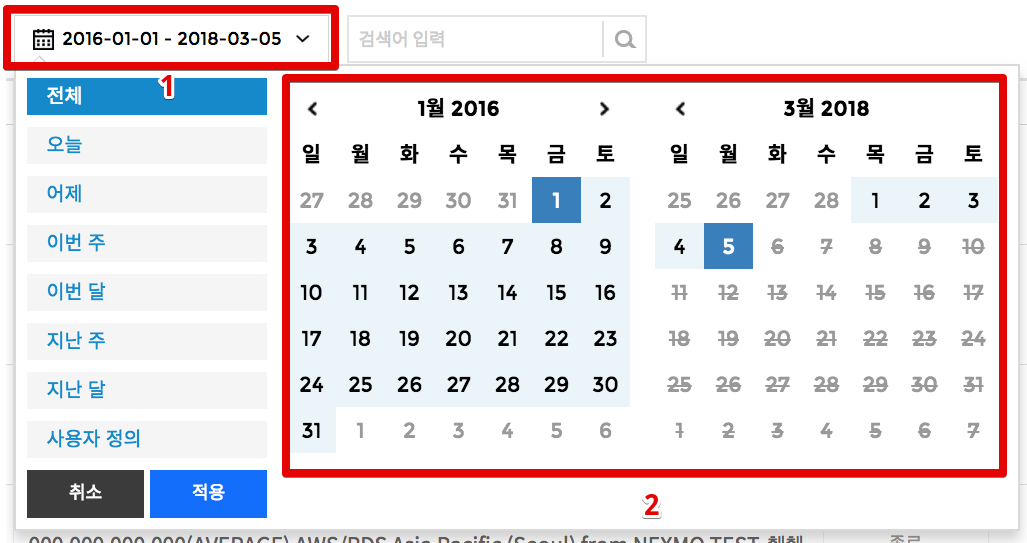 2016-01-01 - 2018-03-05 검색어 입력
1
전체
오늘
어제
이번 주
이번 달
지난 주
지난 달
사용자 정의
취소 적용
1월 2016
일 월 화 수 목 금 토
27 28 29 30 31 1 2
3 4 5 6 7 8 9
10 11 12 13 14 15 16
17 18 19 20 21 22 23
24 25 26 27 28 29 30
31 1 2 3 4 5 6
3월 2018
일 월 화 수 목 금 토
25 26 27 28 1 2 3
4 5 6 7 8 9 10
11 12 13 14 15 16 17
18 19 20 21 22 23 24
25 26 27 28 29 30 31
1 2 3 4 5 6 7
2
000.000.000.000(AVERAGE) AWS/RDS Asia Pacific (Seoul) from NEXMO TEST 종료